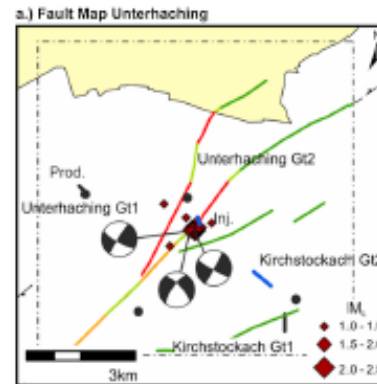 a.) Fault Map Unterhaching
Unterhaching Gt2
Prod.
Unterhaching Gt1
Inj.
Kirchstockach Gt2
Kirchstockach Gt1
3km
1.0 - 1.
1.5 - 2.
2.0 - 2.